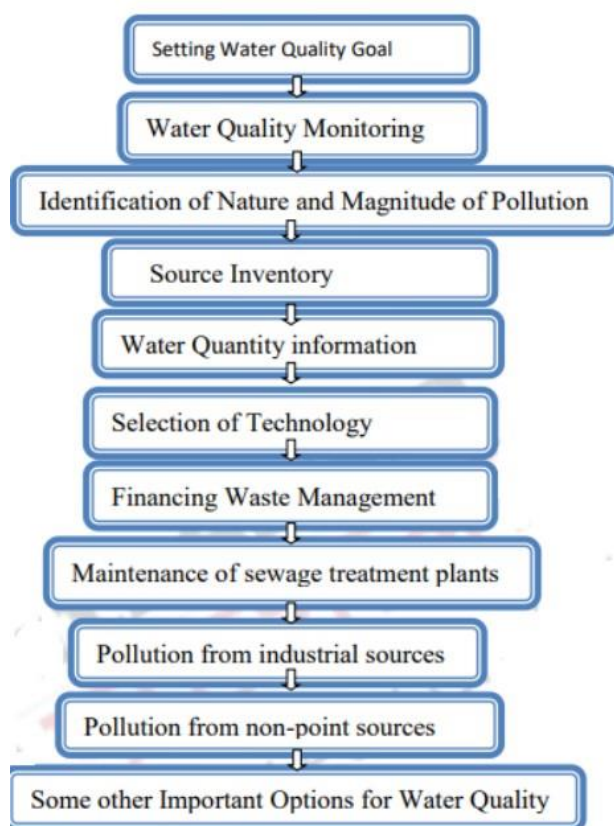 Setting Water Quality Goal
Water Quality Monitoring
Identification of Nature and Magnitude of Pollution
Source Inventory
Water Quantity information
Selection of Technology
Financing Waste Management
Maintenance of sewage treatment plants
Pollution from industrial sources
Pollution from non-point sources
Some other Important Options for Water Quality